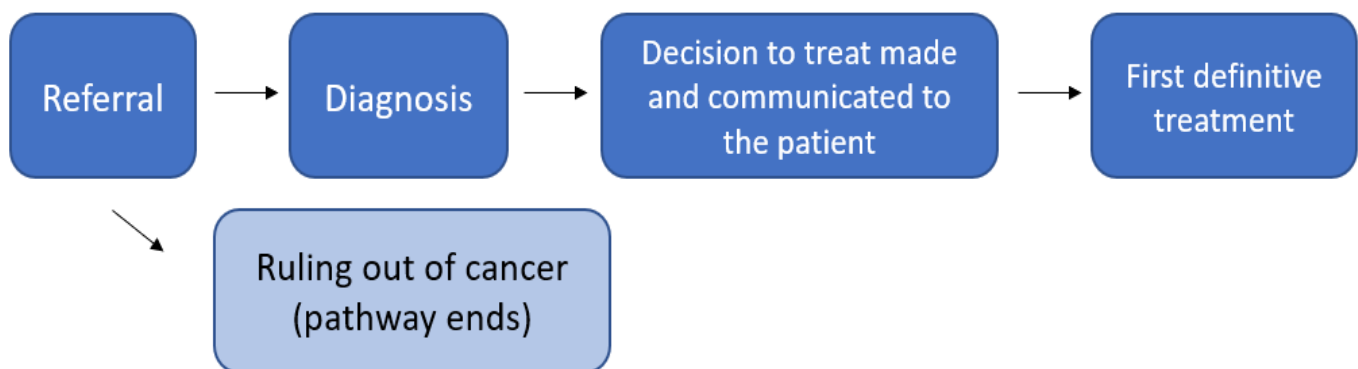 Referral
Diagnosis
Decision to treat made
and communicated to
the patient
First definitive
treatment
Ruling out of cancer
(pathway ends)